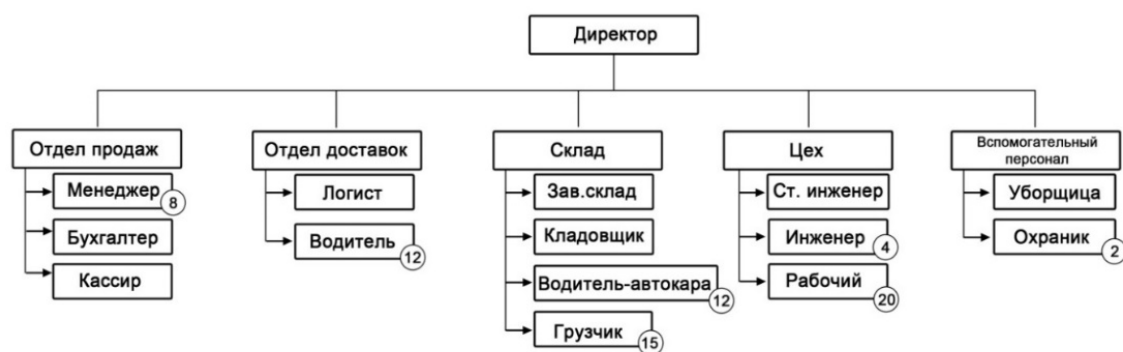 Директор
Отдел продаж
Менеджер
8
Бухгалтер
Кассир
Отдел доставок
Логист
Водитель
12
Склад
Зав.склад
Кладовщик
Водитель-автокара
12
Грузчик
15
Цех
Ст. инженер
Инженер
4
Рабочий
20
Вспомогательный
персонал
Уборщица
Охраник
2